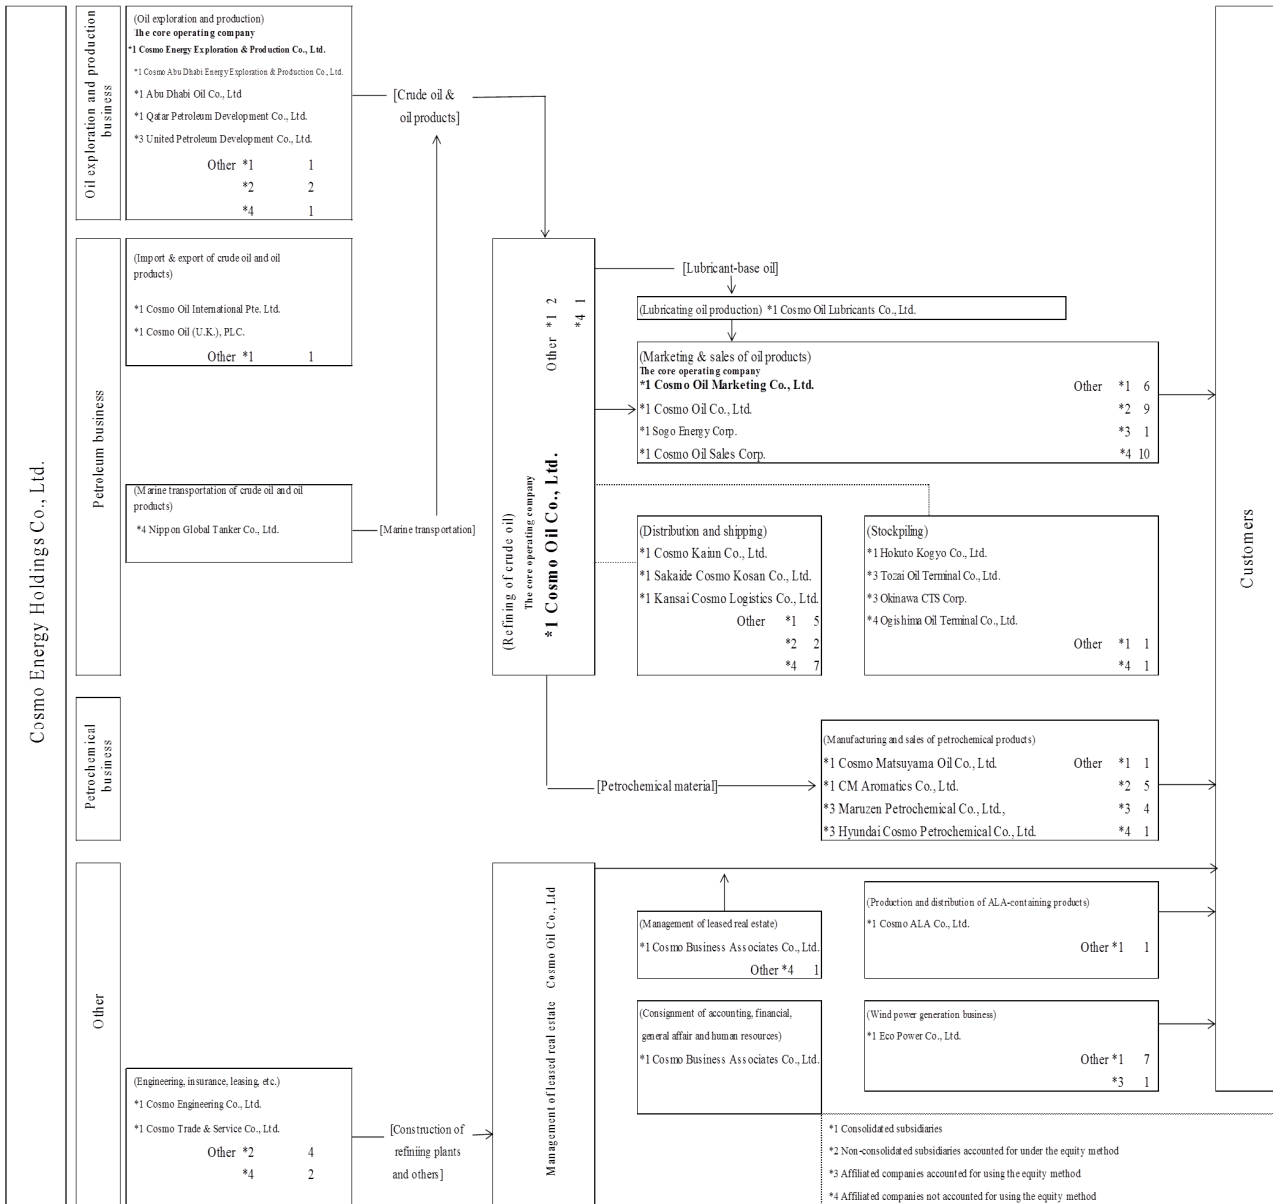 Cosmo Energy Holdings Co., Ltd.
Oil exploration and production
business
(Oil exploration and production)
The core operating company
*1 Cosmo Energy Exploration & Production Co., Ltd.
*1 Cosmo Abu Dhabi Energy Exploration & Production Co., Ltd.
*1 Abu Dhabi Oil Co., Ltd
*1 Qatar Petroleum Development Co., Ltd.
*3 United Petroleum Development Co., Ltd.
Other *1 1
*2 2
*4 1
[Crude oil &
oil products]
Petroleum business
(Import & export of crude oil and oil
products)
*1 Cosmo Oil International Pte. Ltd.
*1 Cosmo Oil (U.K.), PLC.
Other *1 1
(Marine transportation of crude oil and oil
products)
*4 Nippon Global Tanker Co., Ltd.
[Marine transportation]
(Refining of crude oil)
The core operating company
*1 Cosmo Oil Co., Ltd.
Other *1 2
*4 1
[Lubricant-base oil]
(Lubricating oil production) *1 Cosmo Oil Lubricants Co., Ltd.
(Marketing & sales of oil products)
The core operating company
*1 Cosmo Oil Marketing Co., Ltd. Other *1 6
*1 Cosmo Oil Co., Ltd. *2 9
*1 Sogo Energy Corp. *3 1
*1 Cosmo Oil Sales Corp. *4 10
(Distribution and shipping)
*1 Cosmo Kaiun Co., Ltd.
*1 Sakaide Cosmo Kosan Co., Ltd.
*1 Kansai Cosmo Logistics Co., Ltd.
Other *1 5
*2 2
*4 7
(Stockpiling)
*1 Hokuto Kogyo Co., Ltd.
*3 Tozai Oil Terminal Co., Ltd.
*3 Okinawa CTS Corp.
*4 Ogishima Oil Terminal Co., Ltd.
Other *1 1
*4 1
Customers
Petrochemical
business
[Petrochemical material]
(Manufacturing and sales of petrochemical products)
*1 Cosmo Matsuyama Oil Co., Ltd. Other *1 1
*1 CM Aromatics Co., Ltd. *2 5
*3 Maruzen Petrochemical Co., Ltd., *3 4
*3 Hyundai Cosmo Petrochemical Co., Ltd. *4 1
Other
(Engineering, insurance, leasing, etc.)
*1 Cosmo Engineering Co., Ltd.
*1 Cosmo Trade & Service Co., Ltd.
Other *2 4
*4 2
[Construction of
refiniing plants
and others]
Management of leased real estate Cosmo Oil Co., Ltd
(Management of leased real estate)
*1 Cosmo Business Associates Co., Ltd.
Other *4 1
(Production and distribution of ALA-containing products)
*1 Cosmo ALA Co., Ltd.
Other *1 1
(Consignment of accounting, financial,
general affair and human resources)
*1 Cosmo Business Associates Co., Ltd.
(Wind power generation business)
*1 Eco Power Co., Ltd.
Other *1 7
*3 1
*1 Consolidated subsidiaries
*2 Non-consolidated subsidiaries accounted for under the equity method
*3 Affiliated companies accounted for using the equity method
*4 Affiliated companies not accounted for using the equity method